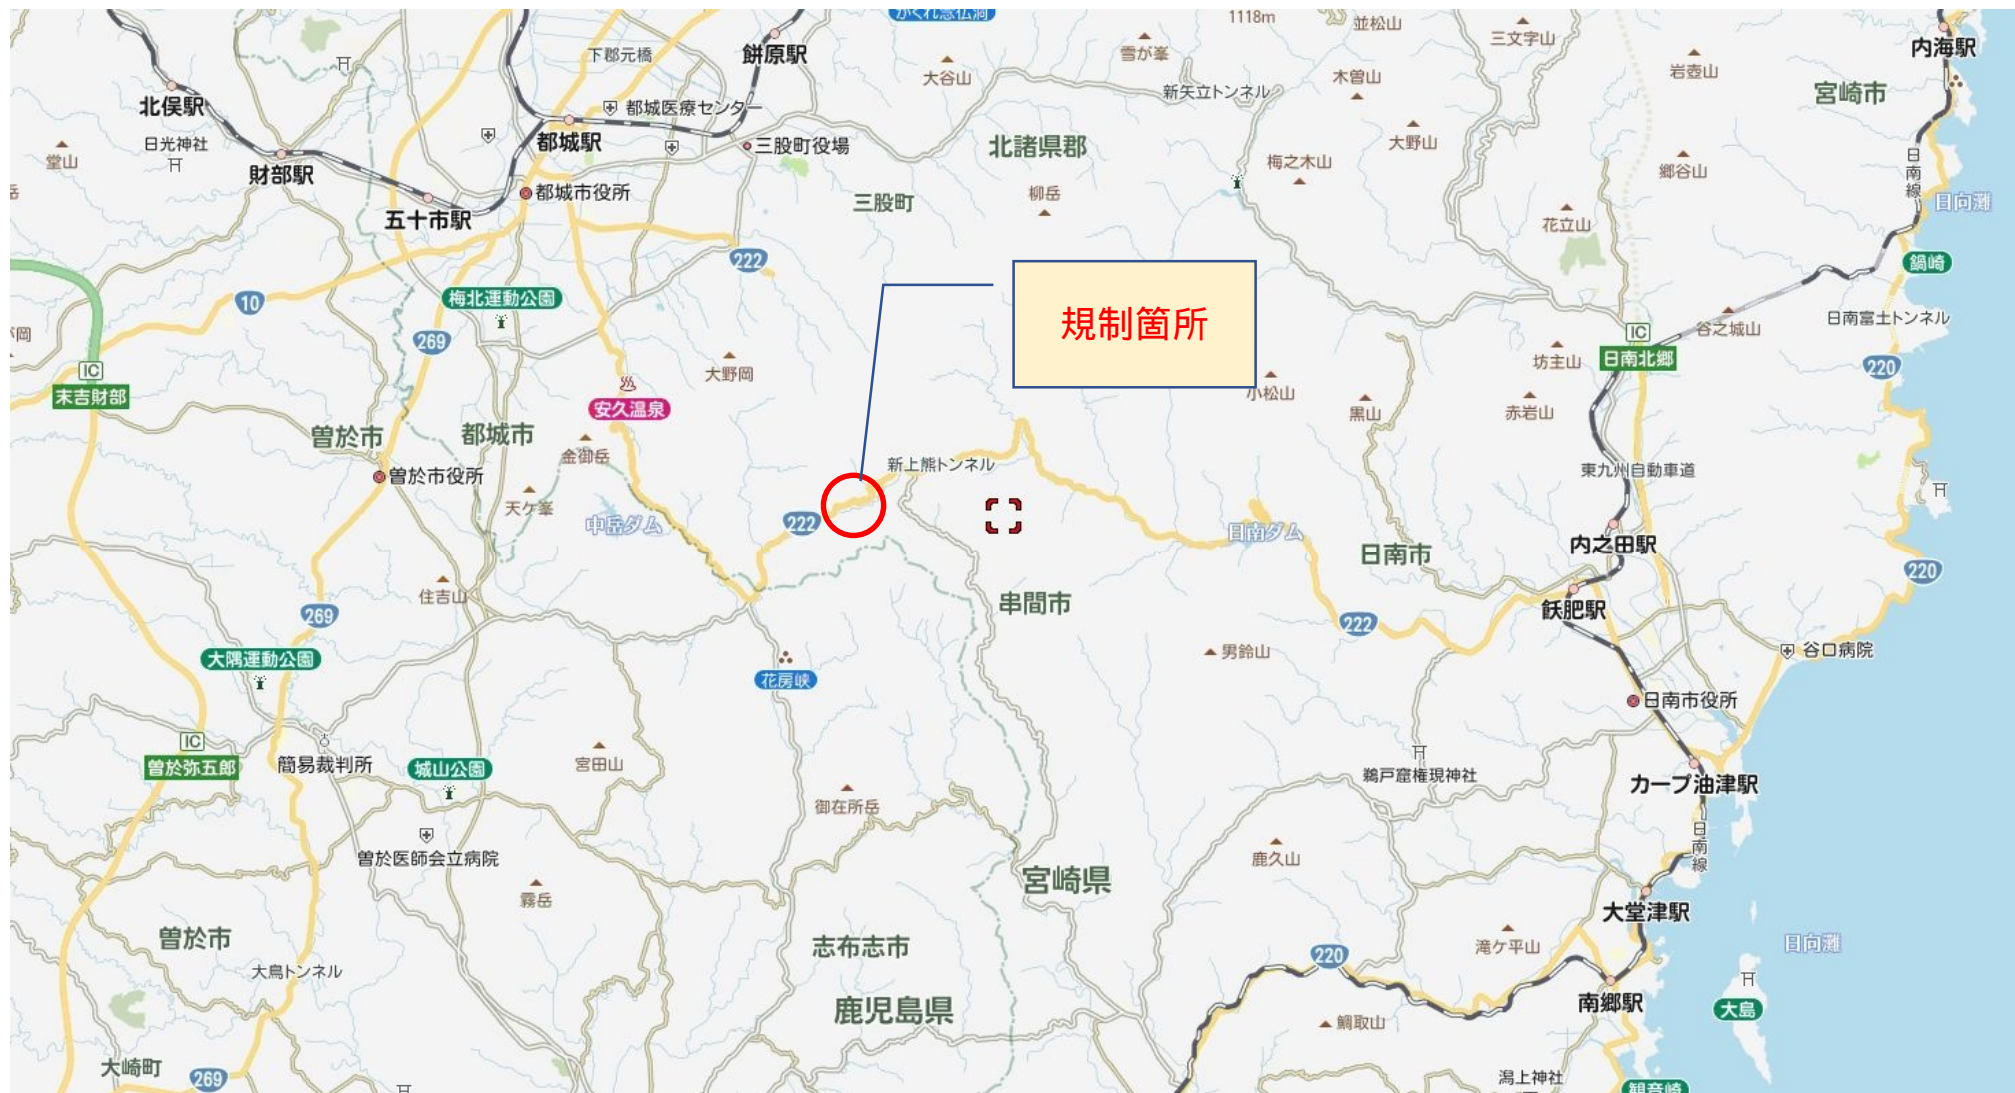 1118m
並松山
三文字山
内海駅
餅原駅
下郡元橋
雪が峯
大谷山
岩壺山
木曽山
宮崎市
新矢立トンネル
北俣駅
都城医療センター
都城駅
三股町役場
北諸県郡
大野山
日光神社
堂山
梅之木山
郷谷山
日南線
財部駅
都城市役所
三股町
柳岳
日向灘
五十市駅
花立山
222
鍋崎
梅北運動公園
10
規制箇所
日南富士トンネル
谷之城山
269
IC
日南北郷
坊主山
大野岡
220
IC
末吉財部
安久温泉
小松山
黒山
赤岩山
曽於市
都城市
金御岳
新上熊トンネル
東九州自動車道
曽於市役所
天ケ峯
中岳ダム
222
日南ダム
日南市
内之田駅
220
住吉山
串間市
飫肥駅
269
222
大隅運動公園
男鈴山
谷口病院
花房峡
日南市役所
IC
曽於弥五郎
簡易裁判所
城山公園
宮田山
鵜戸窟権現神社
カープ油津駅
御在所岳
日南線
曽於医師会立病院
鹿久山
宮崎県
霧岳
大堂津駅
曽於市
志布志市
滝ケ平山
日向灘
220
大鳥トンネル
鹿児島県
南郷駅
大島
鯛取山
大崎町
269
潟上神社
観音崎